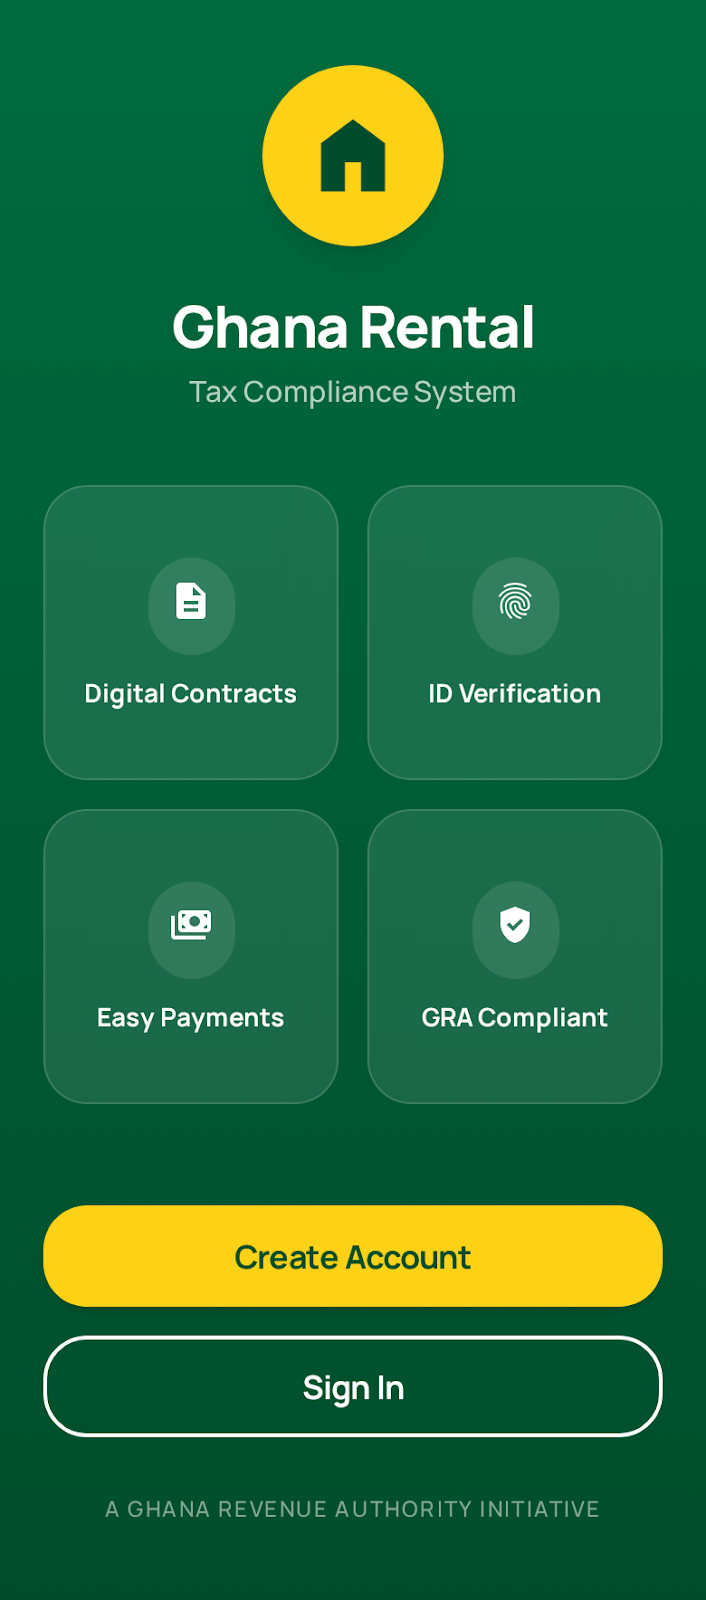 Ghana Rental
Tax Compliance System
Digital Contracts
ID Verification
Easy Payments
GRA Compliant
Create Account
Sign In
A GHANA REVENUE AUTHORITY INITIATIVE